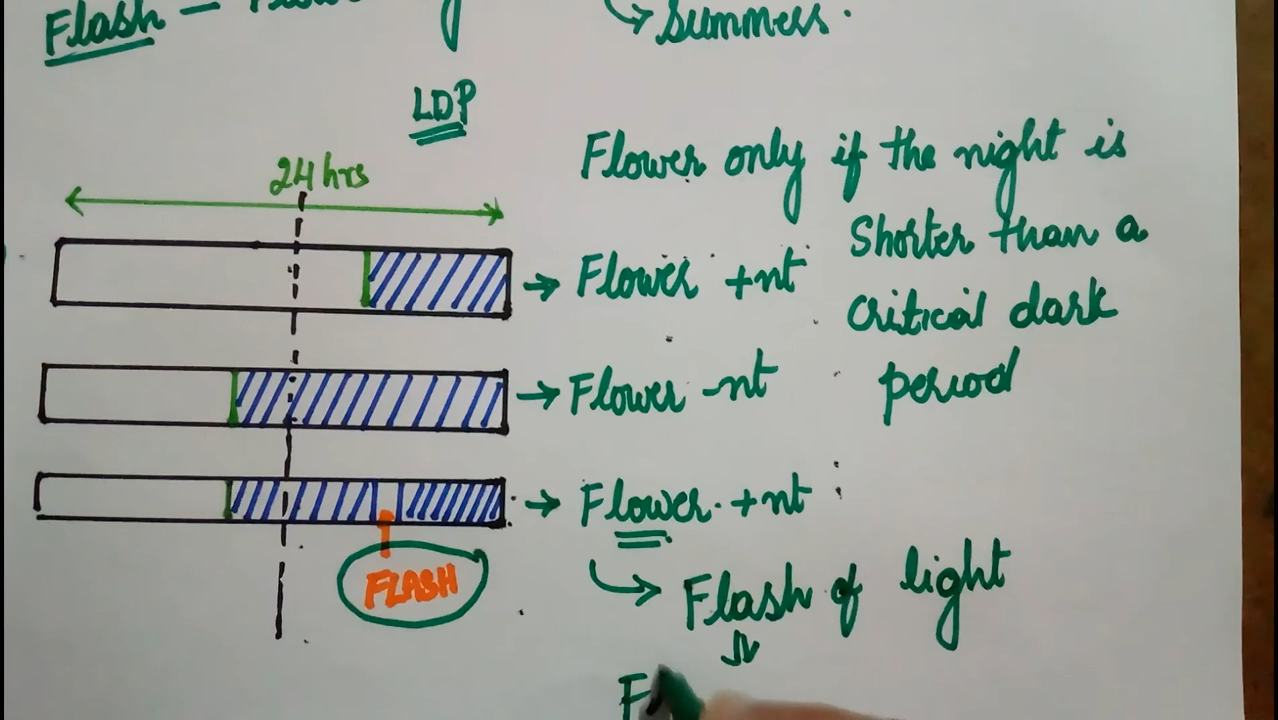 Flash –
↳ Summers.
LDP
24 hrs
Flower only if the night is
Shorter than a
critical dark
period
→ Flower +nt
→ Flower -nt
→ Flower. +nt
FLASH
↳ Flash of light
F